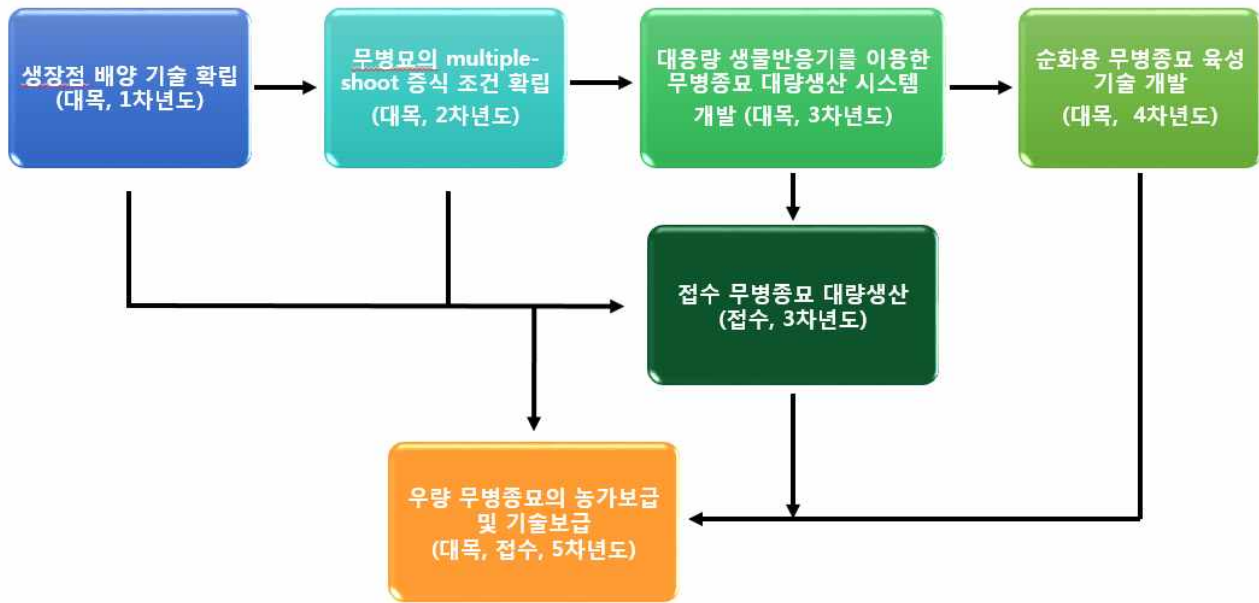 생장점 배양 기술 확립
(대목, 1차년도)
무병묘의 multiple-
shoot 증식 조건 확립
(대목, 2차년도)
대용량 생물반응기를 이용한
무병종묘 대량생산 시스템
개발 (대목, 3차년도)
순화용 무병종묘 육성
기술 개발
(대목, 4차년도)
접수 무병종묘 대량생산
(접수, 3차년도)
우량 무병종묘의 농가보급
및 기술보급
(대목, 접수, 5차년도)